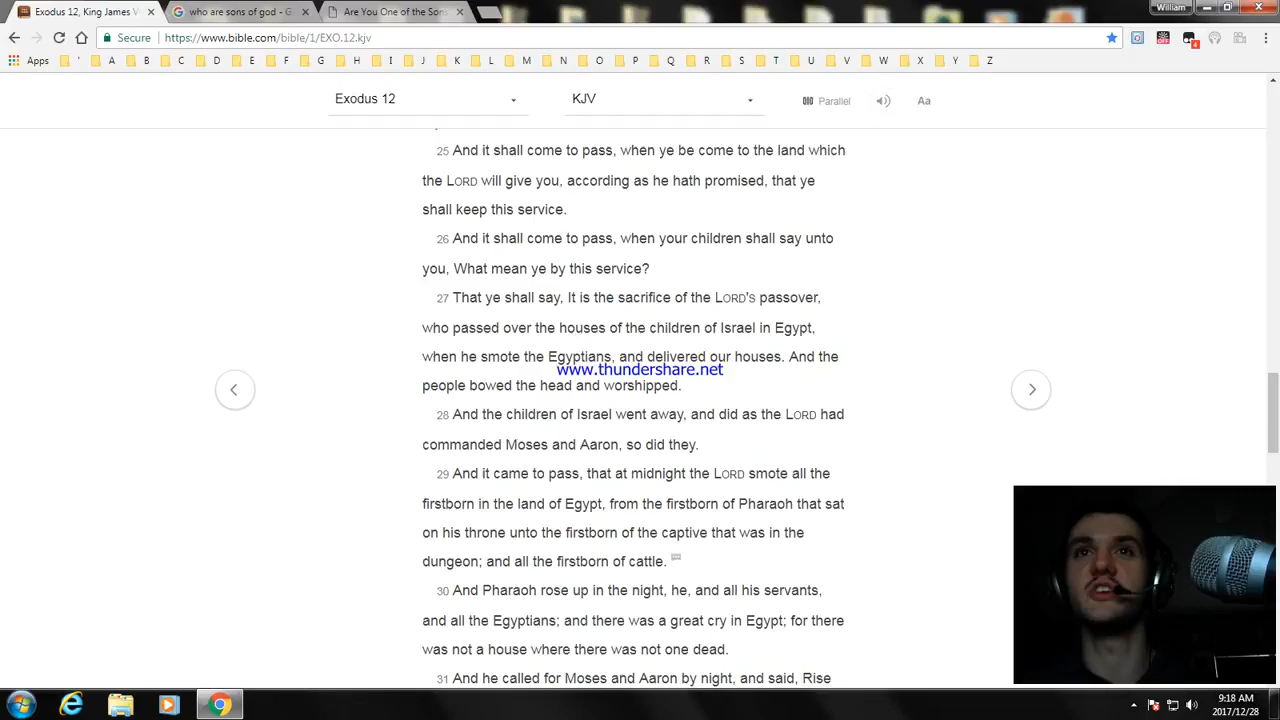 Exodus 12, King James V
who are sons of god - G
Are You One of the Sons
William
Secure
https://www.bible.com/bible/1/EXO.12.kjv
Apps ' A B C D E F G H I J K L M N O P Q R S T U V W X Y Z
Exodus 12
KJV
Parallel
Aa
25 And it shall come to pass, when ye be come to the land which
the LORD will give you, according as he hath promised, that ye
shall keep this service.
26 And it shall come to pass, when your children shall say unto
you, What mean ye by this service?
27 That ye shall say, It is the sacrifice of the LORD'S passover,
who passed over the houses of the children of Israel in Egypt,
when he smote the Egyptians, and delivered our houses. And the
www.thundershare.net
people bowed the head and worshipped.
28 And the children of Israel went away, and did as the LORD had
commanded Moses and Aaron, so did they.
29 And it came to pass, that at midnight the LORD smote all the
firstborn in the land of Egypt, from the firstborn of Pharaoh that sat
on his throne unto the firstborn of the captive that was in the
dungeon; and all the firstborn of cattle.
30 And Pharaoh rose up in the night, he, and all his servants,
and all the Egyptians; and there was a great cry in Egypt; for there
was not a house where there was not one dead.
31 And he called for Moses and Aaron by night, and said, Rise
9:18 AM
2017/12/28